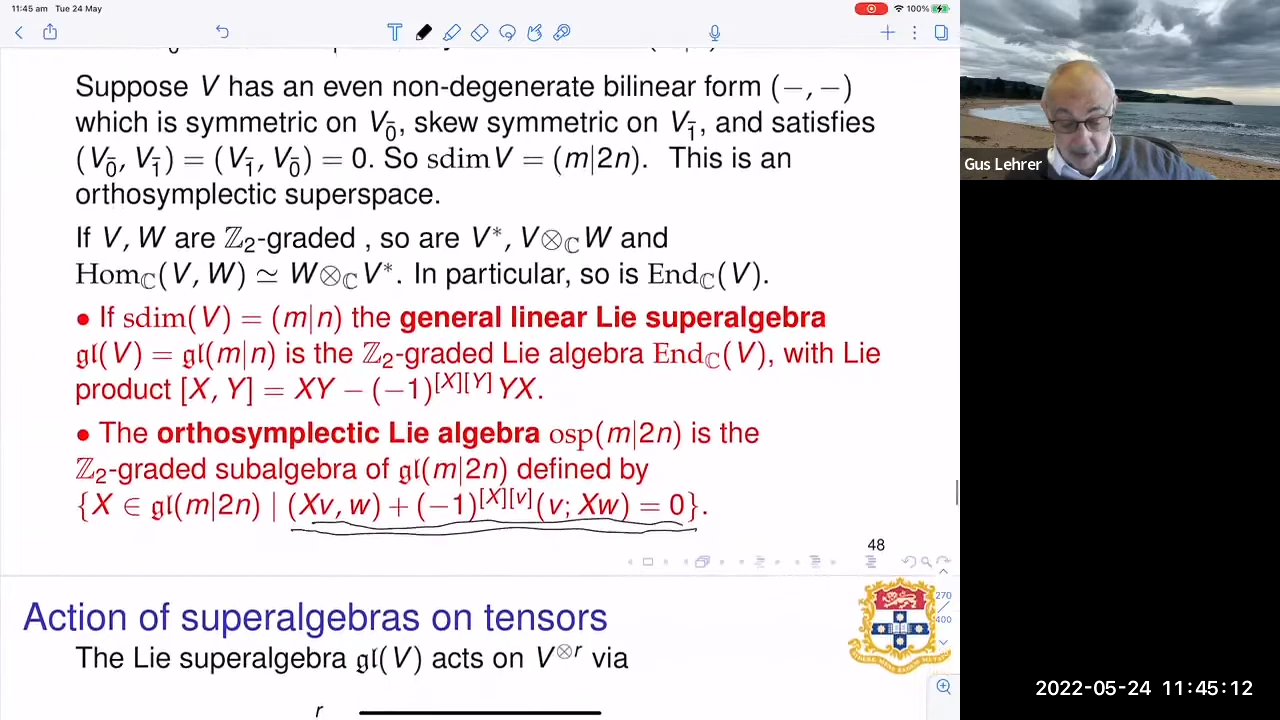 11:45 am Tue 24 May
100%
Suppose V has an even non-degenerate bilinear form (−, −)
which is symmetric on V_0̄, skew symmetric on V_1̄, and satisfies
(V_0̄, V_1̄) = (V_1̄, V_0̄) = 0. So sdim V = (m|2n). This is an
orthosymplectic superspace.
If V, W are ℤ₂-graded , so are V*, V⊗_ℂ W and
Hom_ℂ(V, W) ≃ W⊗_ℂ V*. In particular, so is End_ℂ(V).
• If sdim(V) = (m|n) the general linear Lie superalgebra
𝔤𝔩(V) = 𝔤𝔩(m|n) is the ℤ₂-graded Lie algebra End_ℂ(V), with Lie
product [X, Y] = XY − (−1)^{[X][Y]} YX.
• The orthosymplectic Lie algebra osp(m|2n) is the
ℤ₂-graded subalgebra of 𝔤𝔩(m|2n) defined by
{X ∈ 𝔤𝔩(m|2n) | (Xv, w) + (−1)^{[X][v]}(v; Xw) = 0}.
48
270
400
Action of superalgebras on tensors
The Lie superalgebra 𝔤𝔩(V) acts on V^{⊗r} via
r
Gus Lehrer
2022-05-24 11:45:12